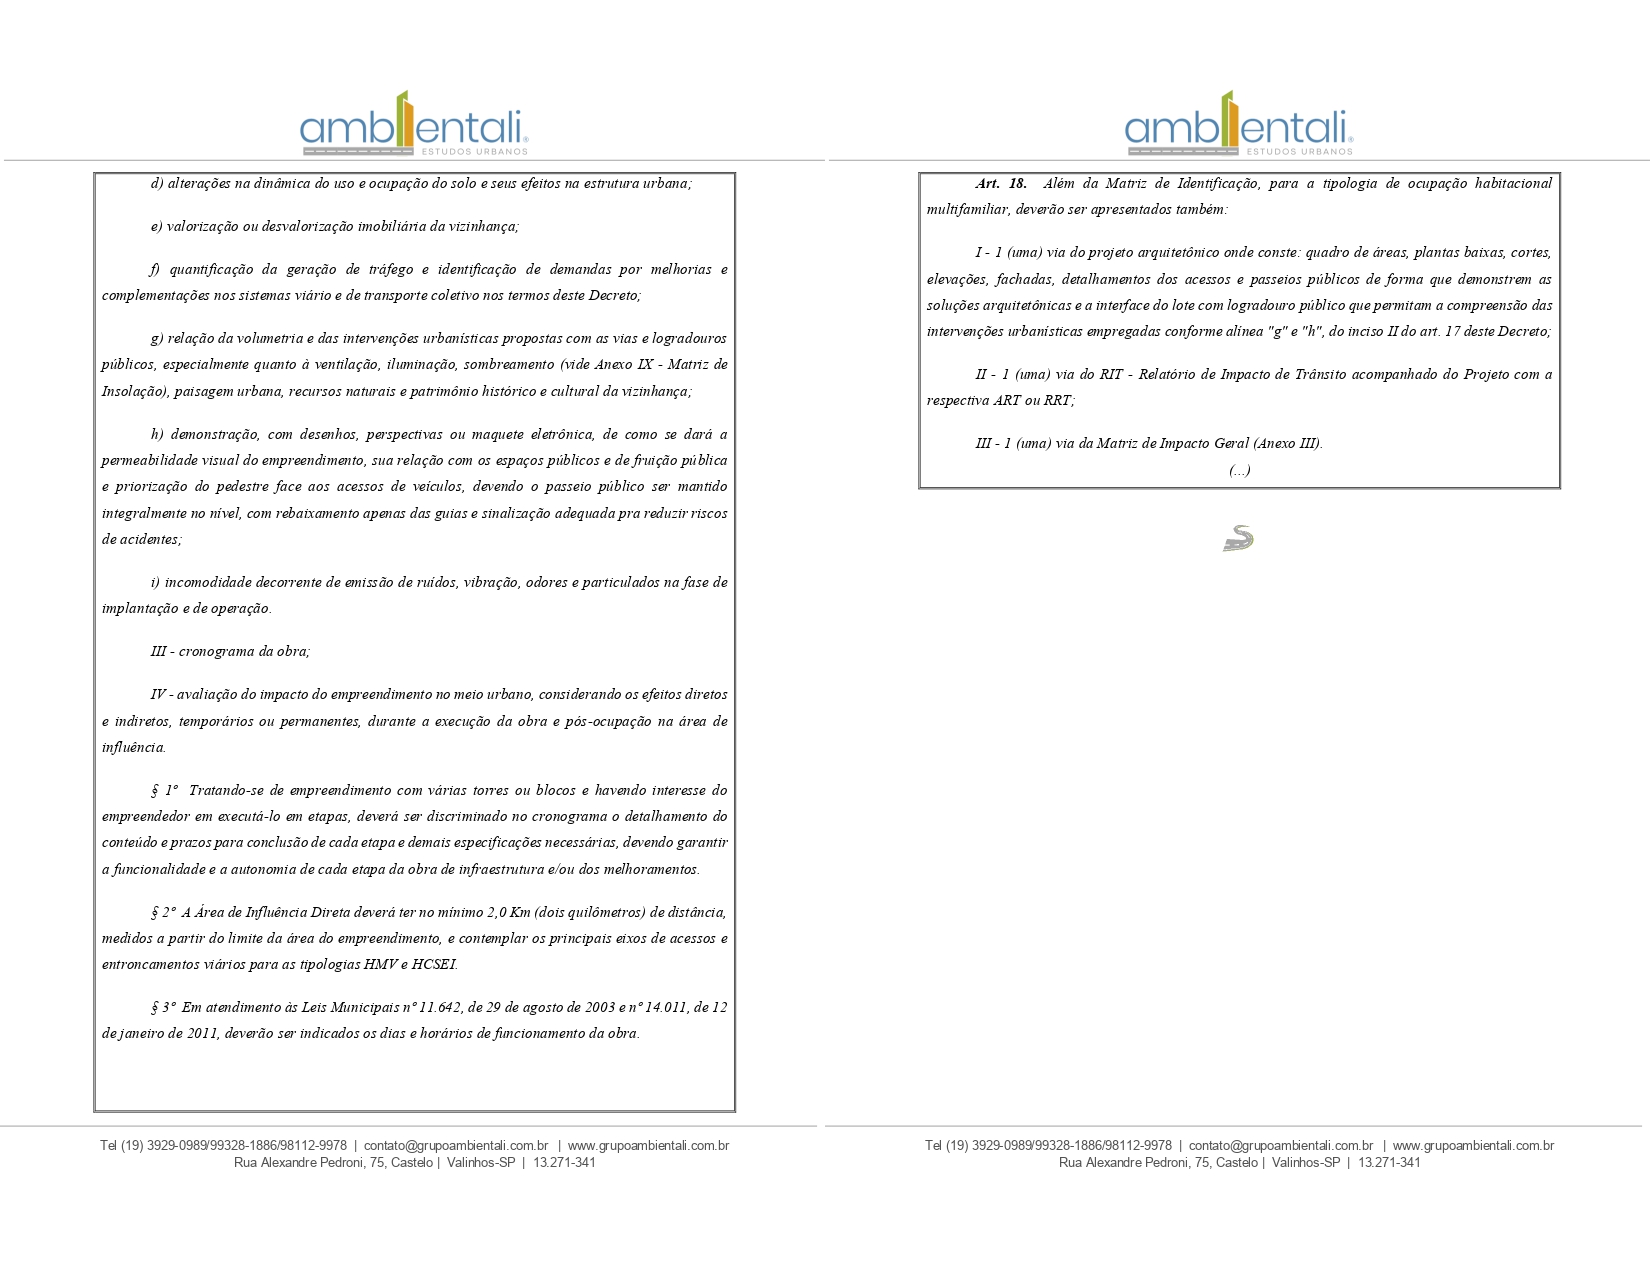 ambientali®
ESTUDOS URBANOS
d) alterações na dinâmica do uso e ocupação do solo e seus efeitos na estrutura urbana;
e) valorização ou desvalorização imobiliária da vizinhança;
f) quantificação da geração de tráfego e identificação de demandas por melhorias e
complementações nos sistemas viário e de transporte coletivo nos termos deste Decreto;
g) relação da volumetria e das intervenções urbanísticas propostas com as vias e logradouros
públicos, especialmente quanto à ventilação, iluminação, sombreamento (vide Anexo IX - Matriz de
Insolação), paisagem urbana, recursos naturais e patrimônio histórico e cultural da vizinhança;
h) demonstração, com desenhos, perspectivas ou maquete eletrônica, de como se dará a
permeabilidade visual do empreendimento, sua relação com os espaços públicos e de fruição pública
e priorização do pedestre face aos acessos de veículos, devendo o passeio público ser mantido
integralmente no nível, com rebaixamento apenas das guias e sinalização adequada pra reduzir riscos
de acidentes;
i) incomodidade decorrente de emissão de ruídos, vibração, odores e particulados na fase de
implantação e de operação.
III - cronograma da obra;
IV - avaliação do impacto do empreendimento no meio urbano, considerando os efeitos diretos
e indiretos, temporários ou permanentes, durante a execução da obra e pós-ocupação na área de
influência.
§ 1º Tratando-se de empreendimento com várias torres ou blocos e havendo interesse do
empreendedor em executá-lo em etapas, deverá ser discriminado no cronograma o detalhamento do
conteúdo e prazos para conclusão de cada etapa e demais especificações necessárias, devendo garantir
a funcionalidade e a autonomia de cada etapa da obra de infraestrutura e/ou dos melhoramentos.
§ 2º A Área de Influência Direta deverá ter no mínimo 2,0 Km (dois quilômetros) de distância,
medidos a partir do limite da área do empreendimento, e contemplar os principais eixos de acessos e
entroncamentos viários para as tipologias HMV e HCSEI.
§ 3º Em atendimento às Leis Municipais nº 11.642, de 29 de agosto de 2003 e nº 14.011, de 12
de janeiro de 2011, deverão ser indicados os dias e horários de funcionamento da obra.
Tel (19) 3929-0989/99328-1886/98112-9978 | contato@grupoambientali.com.br | www.grupoambientali.com.br
Rua Alexandre Pedroni, 75, Castelo | Valinhos-SP | 13.271-341
ambientali®
ESTUDOS URBANOS
Art. 18. Além da Matriz de Identificação, para a tipologia de ocupação habitacional
multifamiliar, deverão ser apresentados também:
I - 1 (uma) via do projeto arquitetônico onde conste: quadro de áreas, plantas baixas, cortes,
elevações, fachadas, detalhamentos dos acessos e passeios públicos de forma que demonstrem as
soluções arquitetônicas e a interface do lote com logradouro público que permitam a compreensão das
intervenções urbanísticas empregadas conforme alínea "g" e "h", do inciso II do art. 17 deste Decreto;
II - 1 (uma) via do RIT - Relatório de Impacto de Trânsito acompanhado do Projeto com a
respectiva ART ou RRT;
III - 1 (uma) via da Matriz de Impacto Geral (Anexo III).
(...)
Tel (19) 3929-0989/99328-1886/98112-9978 | contato@grupoambientali.com.br | www.grupoambientali.com.br
Rua Alexandre Pedroni, 75, Castelo | Valinhos-SP | 13.271-341